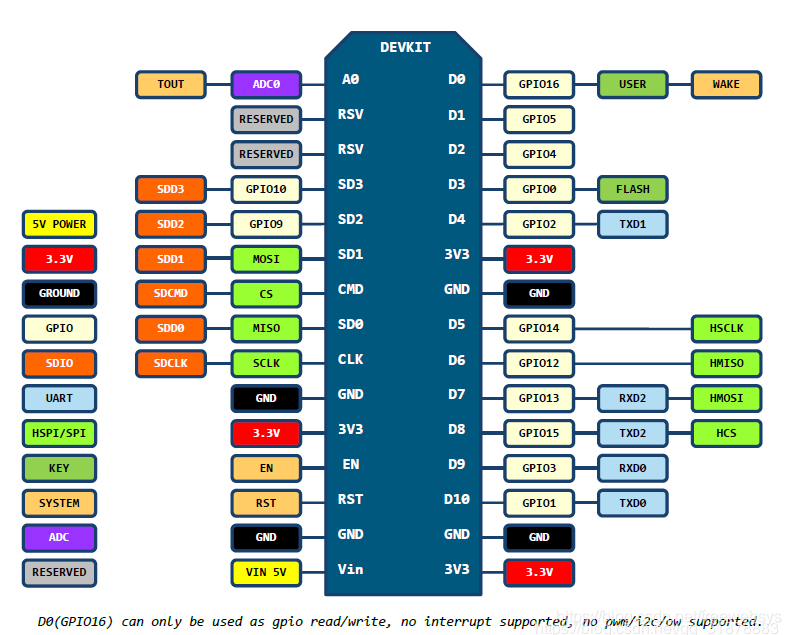 DEVKIT
TOUT ADC0 A0 D0 GPIO16 USER WAKE
RESERVED RSV D1 GPIO5
RESERVED RSV D2 GPIO4
SDD3 GPIO10 SD3 D3 GPIO0 FLASH
5V POWER SDD2 GPIO9 SD2 D4 GPIO2 TXD1
3.3V SDD1 MOSI SD1 3V3 3.3V
GROUND SDCMD CS CMD GND GND
GPIO SDD0 MISO SD0 D5 GPIO14 HSCLK
SDIO SDCLK SCLK CLK D6 GPIO12 HMISO
UART GND GND D7 GPIO13 RXD2 HMOSI
HSPI/SPI 3.3V 3V3 D8 GPIO15 TXD2 HCS
KEY EN EN D9 GPIO3 RXD0
SYSTEM RST RST D10 GPIO1 TXD0
ADC GND GND GND GND
RESERVED VIN 5V Vin 3V3 3.3V
D0(GPIO16) can only be used as gpio read/write, no interrupt supported, no pwm/i2c/ow supported.